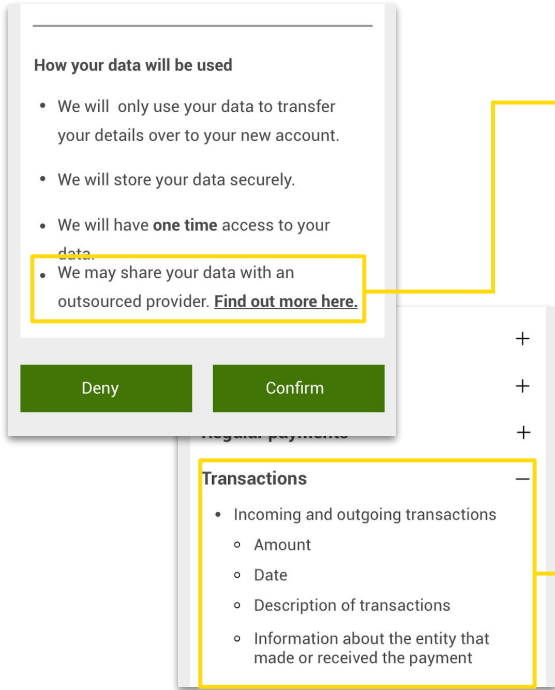 How your data will be used
• We will only use your data to transfer
your details over to your new account.
• We will store your data securely.
• We will have one time access to your
data.
• We may share your data with an
outsourced provider. Find out more here.
Deny
Confirm
+
+
Regular payments +
Transactions −
• Incoming and outgoing transactions
◦ Amount
◦ Date
◦ Description of transactions
◦ Information about the entity that
made or received the payment